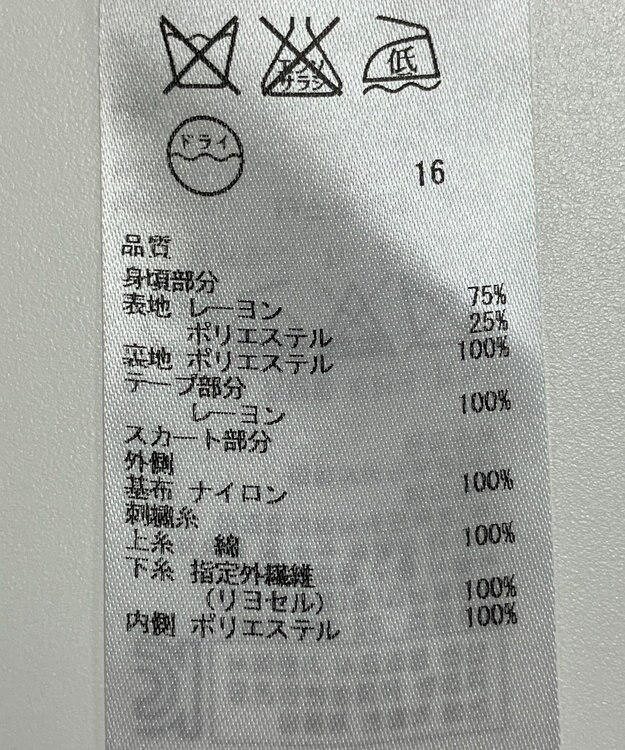 エンソ
サラシ
低
ドライ
16
品質
身頃部分
表地 レーヨン 75%
ポリエステル 25%
裏地 ポリエステル 100%
テープ部分
レーヨン 100%
スカート部分
外側
基布 ナイロン 100%
刺繍糸
上糸 綿 100%
下糸 指定外繊維
(リヨセル) 100%
内側 ポリエステル 100%